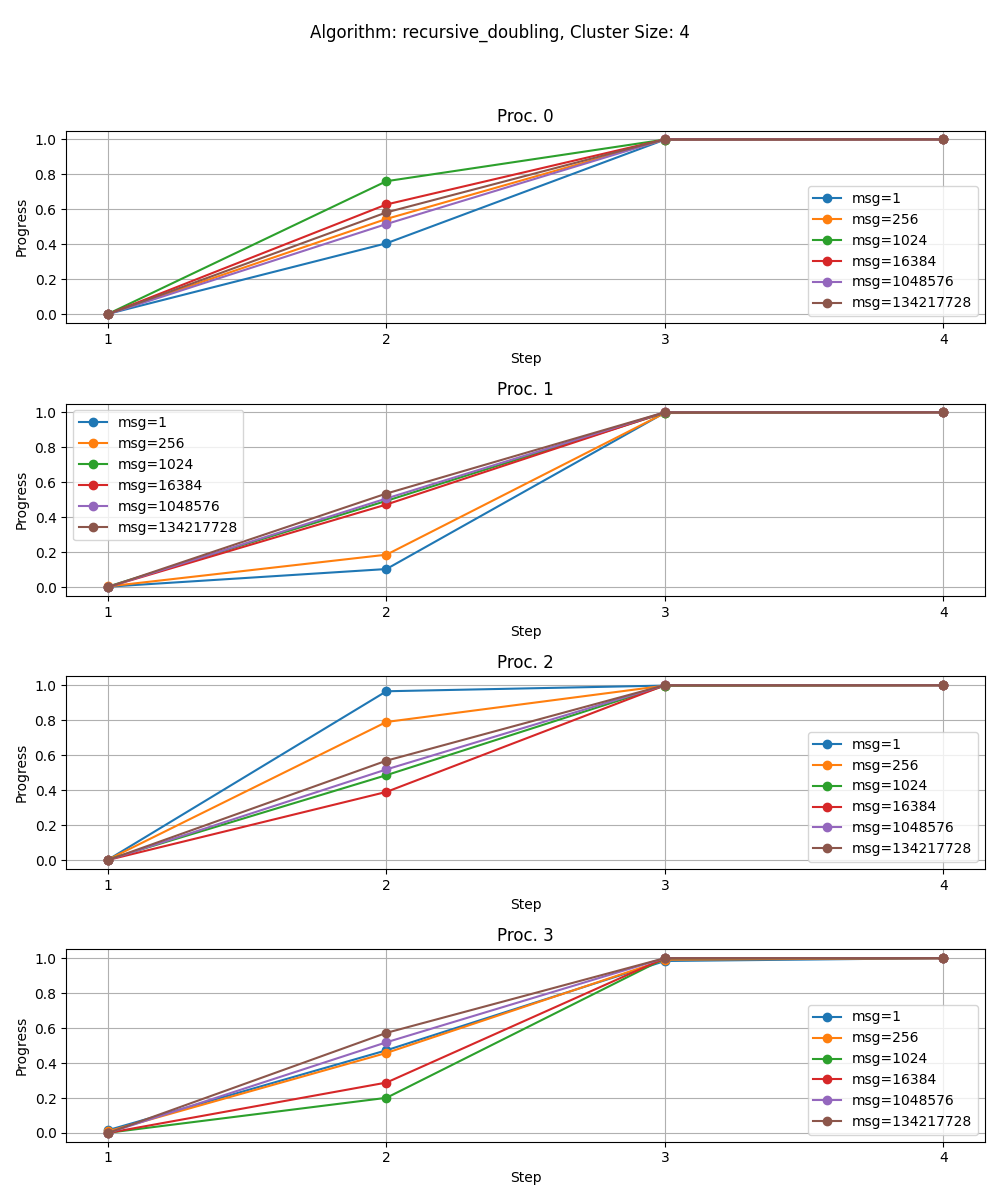 Algorithm: recursive_doubling, Cluster Size: 4
Proc. 0
1.0
0.8
0.6
0.4
0.2
0.0
Progress
msg=1
msg=256
msg=1024
msg=16384
msg=1048576
msg=134217728
1 2 3 4
Step
Proc. 1
1.0
0.8
0.6
0.4
0.2
0.0
Progress
msg=1
msg=256
msg=1024
msg=16384
msg=1048576
msg=134217728
1 2 3 4
Step
Proc. 2
1.0
0.8
0.6
0.4
0.2
0.0
Progress
msg=1
msg=256
msg=1024
msg=16384
msg=1048576
msg=134217728
1 2 3 4
Step
Proc. 3
1.0
0.8
0.6
0.4
0.2
0.0
Progress
msg=1
msg=256
msg=1024
msg=16384
msg=1048576
msg=134217728
1 2 3 4
Step